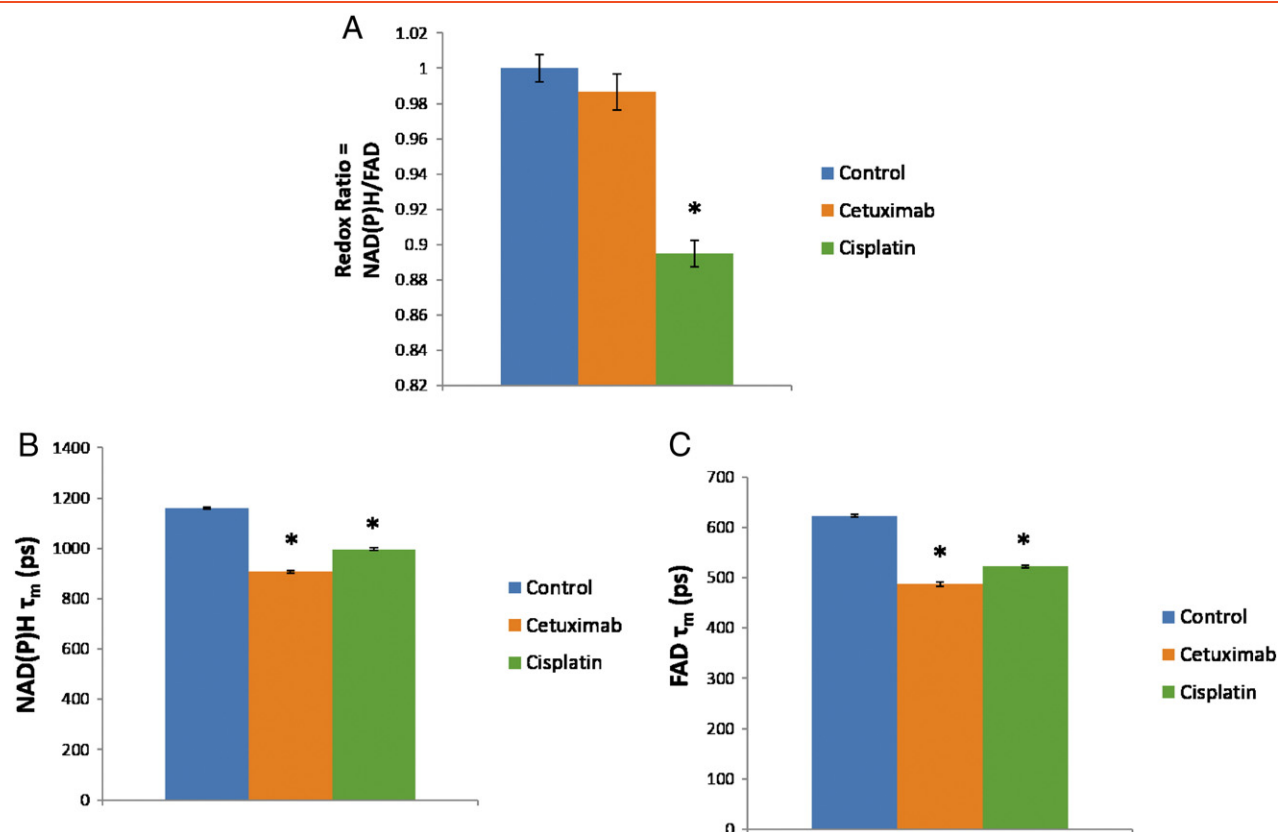 A
1.02
1
0.98
0.96
0.94
0.92
0.9
0.88
0.86
0.84
0.82
Redox Ratio =
NAD(P)H/FAD
*
Control
Cetuximab
Cisplatin
B
1400
1200
1000
800
600
400
200
0
NAD(P)H τm (ps)
*
*
Control
Cetuximab
Cisplatin
C
700
600
500
400
300
200
100
0
FAD τm (ps)
*
*
Control
Cetuximab
Cisplatin